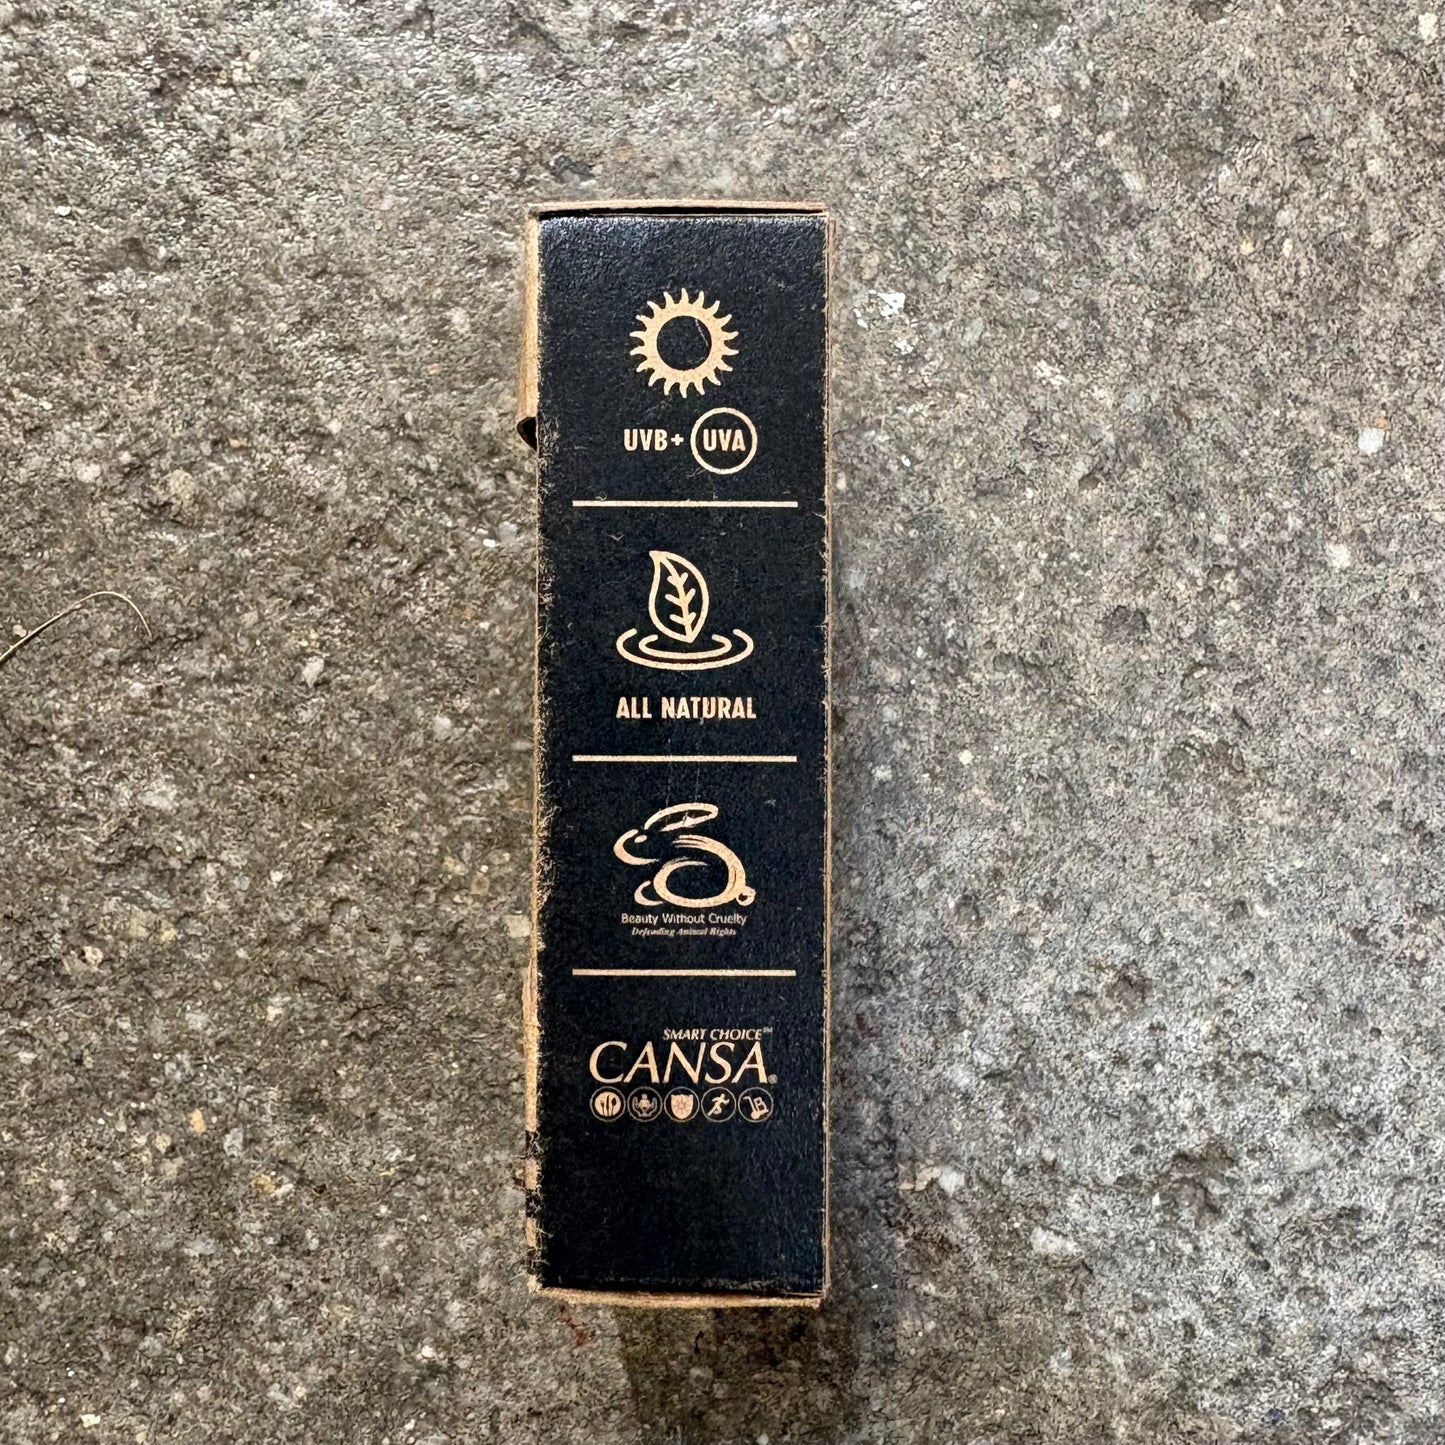 UVB+ UVA
ALL NATURAL
Beauty Without Cruelty
Defending Animal Rights
SMART CHOICE™
CANSA®